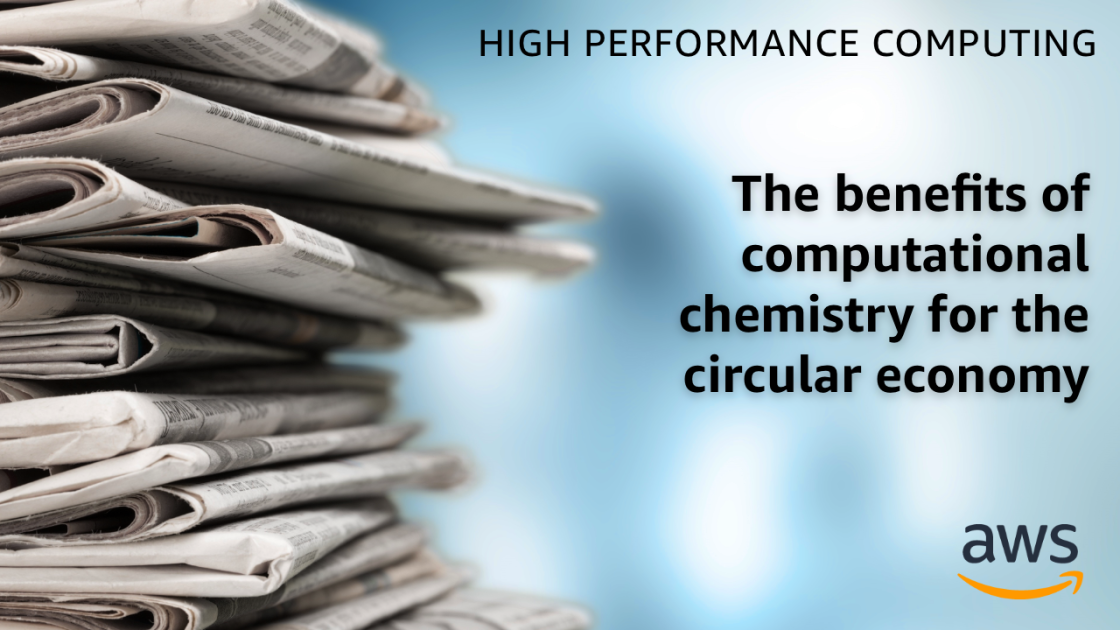 HIGH PERFORMANCE COMPUTING
The benefits of
computational
chemistry for the
circular economy
aws